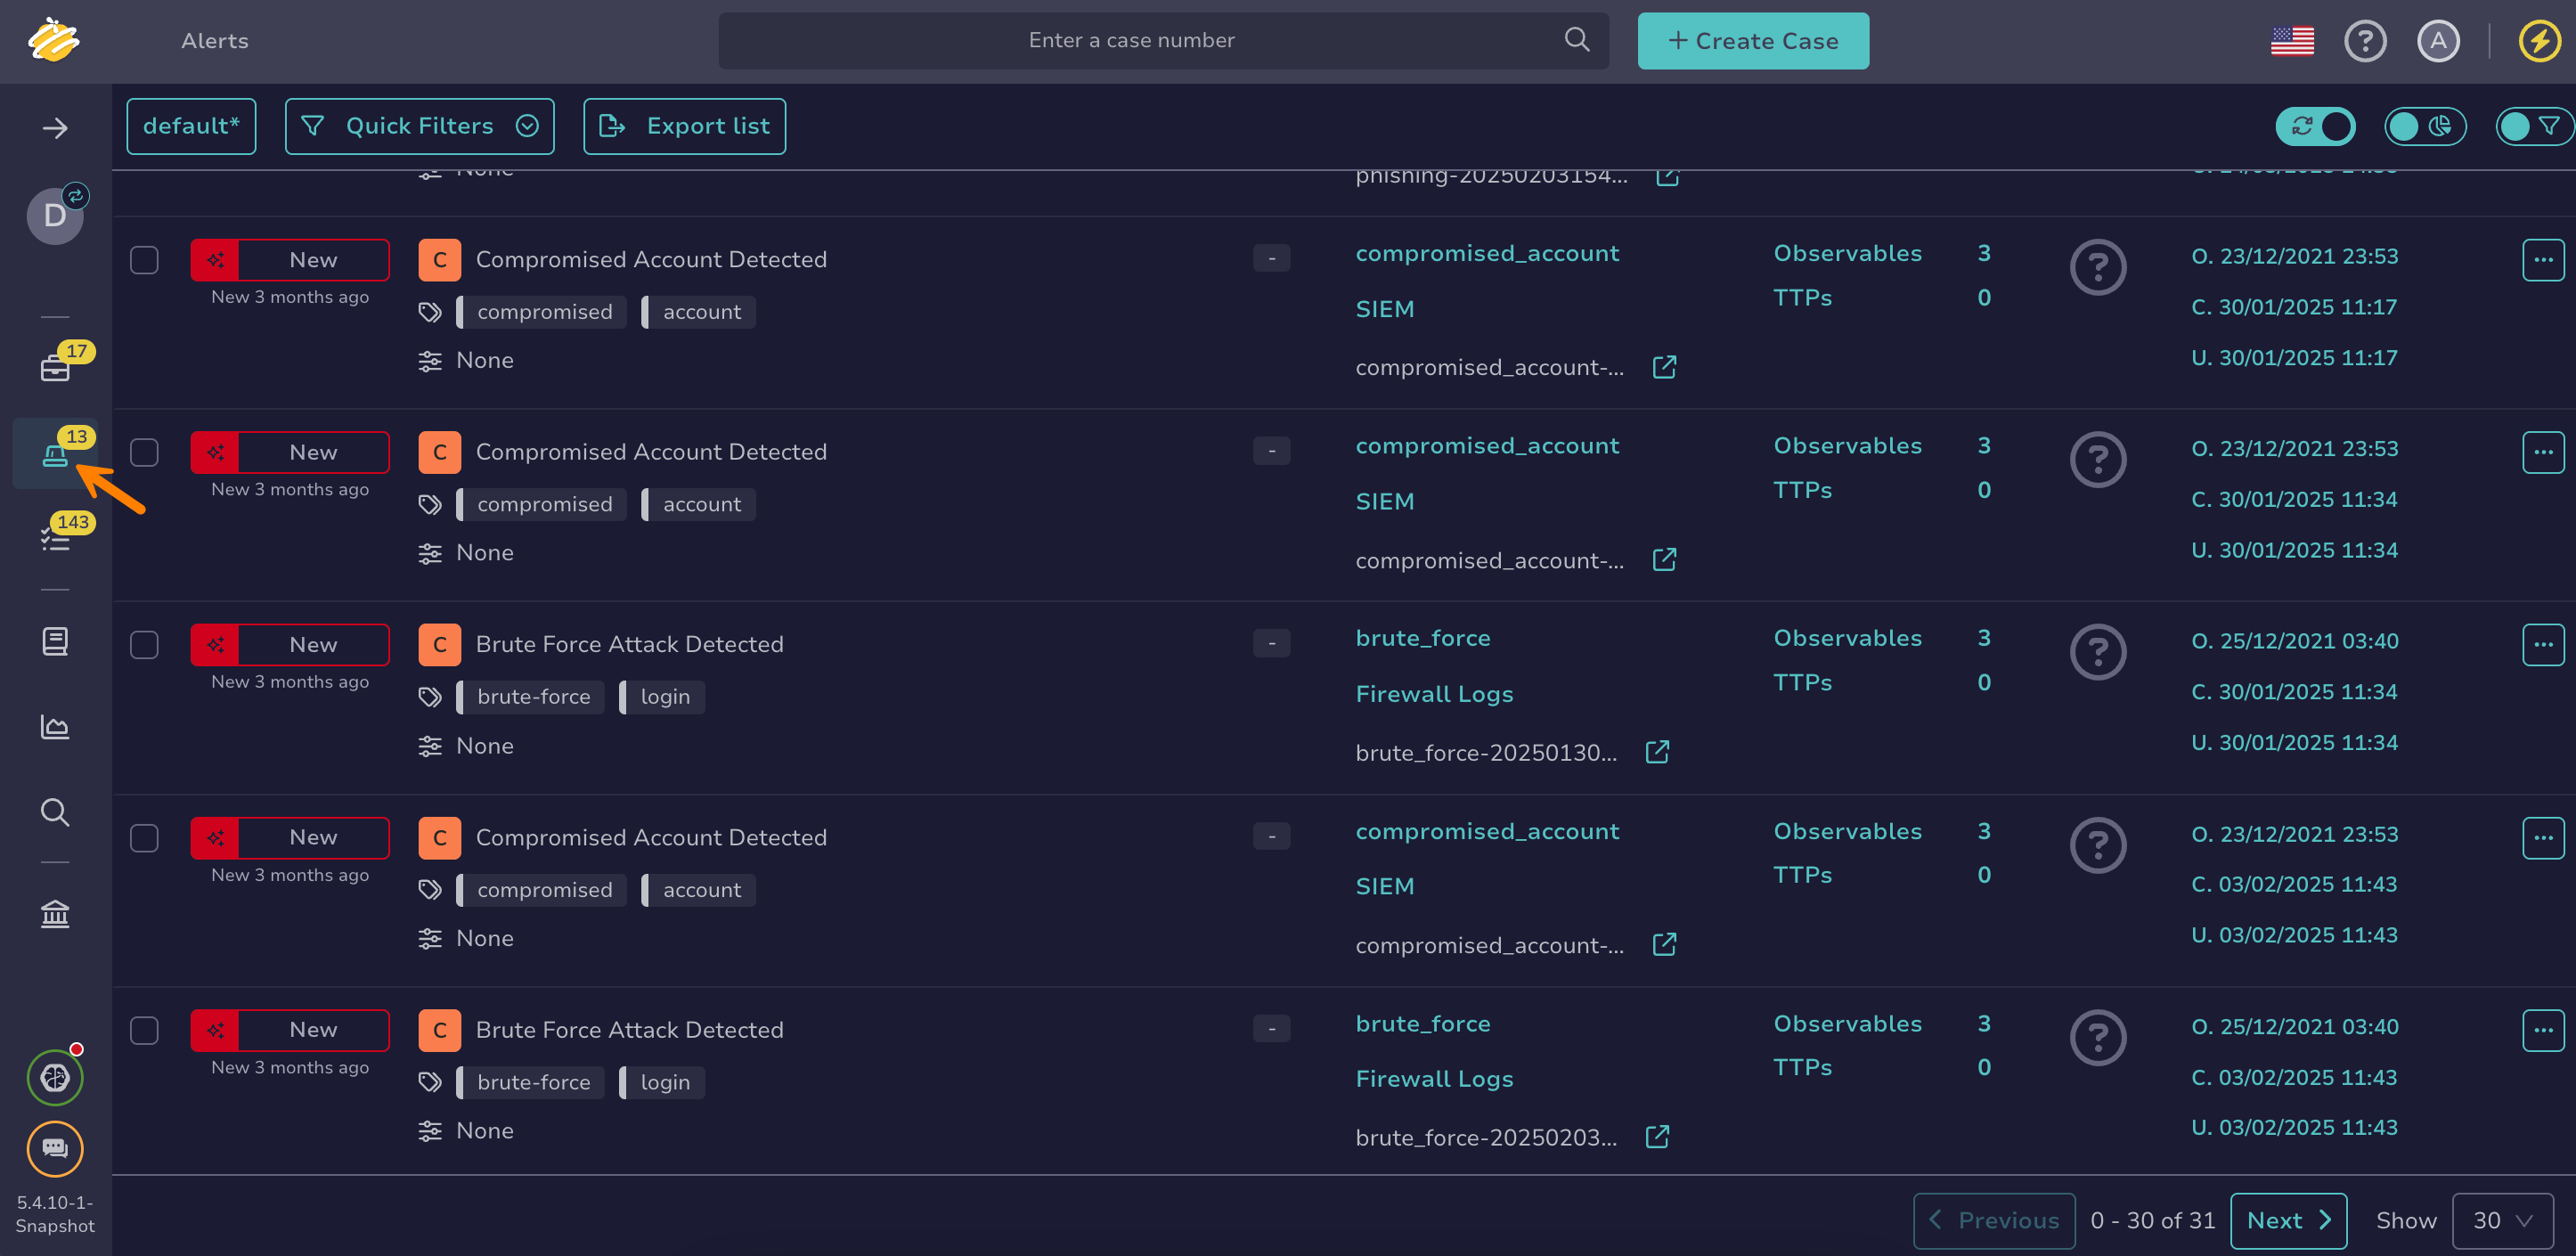 Alerts
Enter a case number
+ Create Case
A
default*
Quick Filters
Export list
D
None
phishing-20250203154...
17
13
143
New
New 3 months ago
C
Compromised Account Detected
compromised
account
None
-
compromised_account
SIEM
compromised_account-...
Observables 3
TTPs 0
O. 23/12/2021 23:53
C. 30/01/2025 11:17
U. 30/01/2025 11:17
New
New 3 months ago
C
Compromised Account Detected
compromised
account
None
-
compromised_account
SIEM
compromised_account-...
Observables 3
TTPs 0
O. 23/12/2021 23:53
C. 30/01/2025 11:34
U. 30/01/2025 11:34
New
New 3 months ago
C
Brute Force Attack Detected
brute-force
login
None
-
brute_force
Firewall Logs
brute_force-20250130...
Observables 3
TTPs 0
O. 25/12/2021 03:40
C. 30/01/2025 11:34
U. 30/01/2025 11:34
New
New 3 months ago
C
Compromised Account Detected
compromised
account
None
-
compromised_account
SIEM
compromised_account-...
Observables 3
TTPs 0
O. 23/12/2021 23:53
C. 03/02/2025 11:43
U. 03/02/2025 11:43
New
New 3 months ago
C
Brute Force Attack Detected
brute-force
login
None
-
brute_force
Firewall Logs
brute_force-20250203...
Observables 3
TTPs 0
O. 25/12/2021 03:40
C. 03/02/2025 11:43
U. 03/02/2025 11:43
5.4.10-1-
Snapshot
Previous
0 - 30 of 31
Next
Show
30